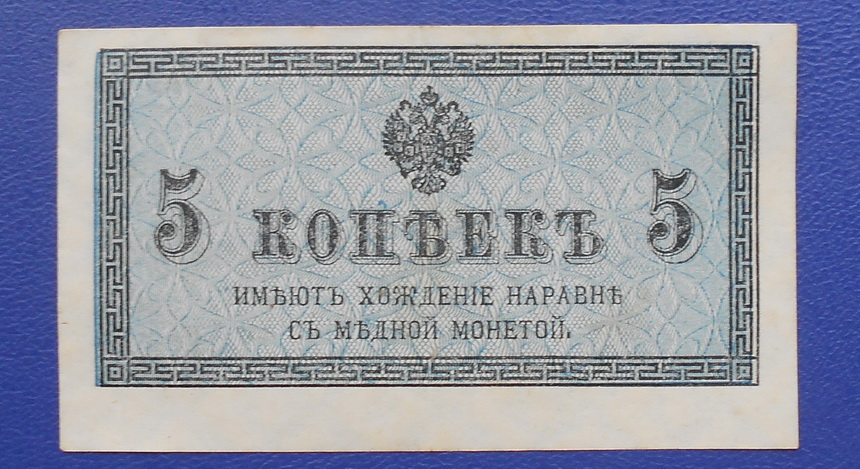 5 КОПѢЕКЪ 5
ИМѢЮТЪ ХОЖДЕНІЕ НАРАВНѢ
СЪ МѢДНОЙ МОНЕТОЙ.